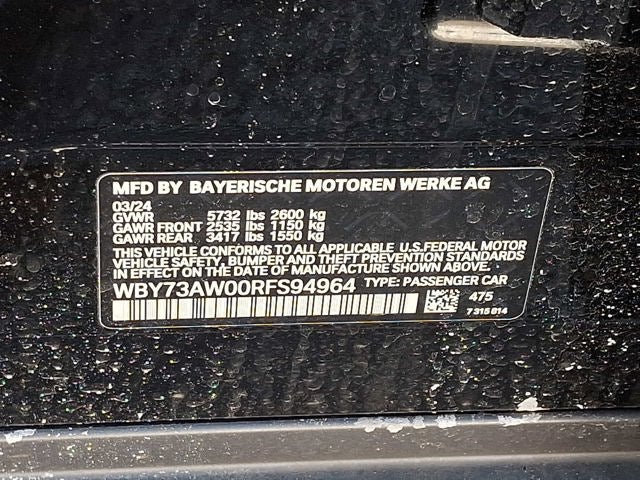 MFD BY BAYERISCHE MOTOREN WERKE AG
03/24
GVWR 5732 lbs 2600 kg
GAWR FRONT 2535 lbs 1150 kg
GAWR REAR 3417 lbs 1550 kg
THIS VEHICLE CONFORMS TO ALL APPLICABLE U.S.FEDERAL MOTOR
VEHICLE SAFETY, BUMPER AND THEFT PREVENTION STANDARDS IN
EFFECT ON THE DATE OF MANUFACTURE SHOWN ABOVE.
WBY73AW00RFS94964 TYPE: PASSENGER CAR
475
7 315 814